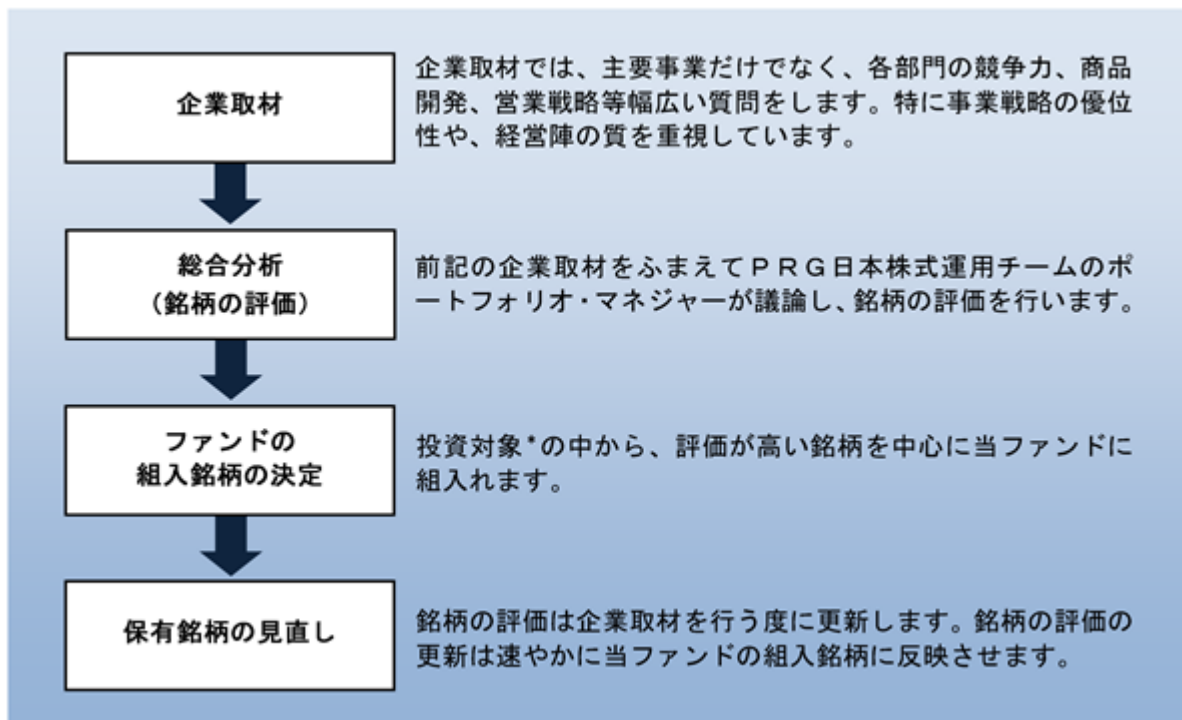 企業取材
企業取材では、主要事業だけでなく、各部門の競争力、商品
開発、営業戦略等幅広い質問をします。特に事業戦略の優位
性や、経営陣の質を重視しています。
総合分析
（銘柄の評価）
前記の企業取材をふまえてＰＲＧ日本株式運用チームのポ
ートフォリオ・マネジャーが議論し、銘柄の評価を行います。
ファンドの
組入銘柄の決定
投資対象*の中から、評価が高い銘柄を中心に当ファンドに
組入れます。
保有銘柄の見直し
銘柄の評価は企業取材を行う度に更新します。銘柄の評価の
更新は速やかに当ファンドの組入銘柄に反映させます。